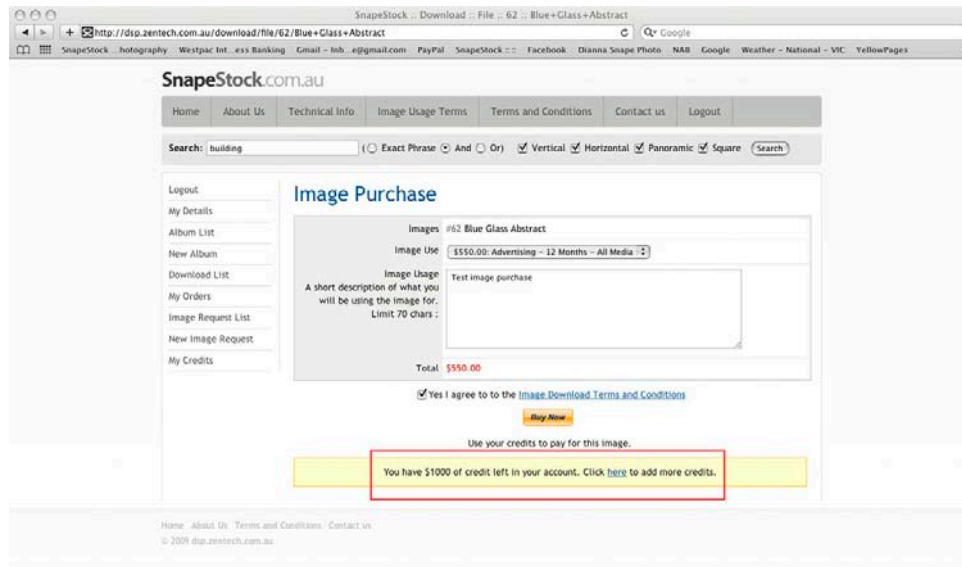 SnapeStock :: Download :: File :: 62 :: Blue+Glass+Abstract
http://dsp.zentech.com.au/download/file/62/Blue+Glass+Abstract
Google
SnapeStock ...hotography Westpac Int...ess Banking Gmail - Inb...e@gmail.com PayPal SnapeStock ::: Facebook Dianna Snape Photo NAB Google Weather - National - VIC YellowPages
SnapeStock.com.au
Home About Us Technical Info Image Usage Terms Terms and Conditions Contact us Logout
Search: building ( Exact Phrase And Or) Vertical Horizontal Panoramic Square Search
Logout
My Details
Album List
New Album
Download List
My Orders
Image Request List
New Image Request
My Credits
Image Purchase
Images #62 Blue Glass Abstract
Image Use $550.00: Advertising - 12 Months - All Media
Image Usage
A short description of what you
will be using the image for.
Limit 70 chars :
Test image purchase
Total $550.00
Yes I agree to to the Image Download Terms and Conditions
Buy Now
Use your credits to pay for this image.
You have $1000 of credit left in your account. Click here to add more credits.
Home About Us Terms and Conditions Contact us
© 2009 dsp.zentech.com.au